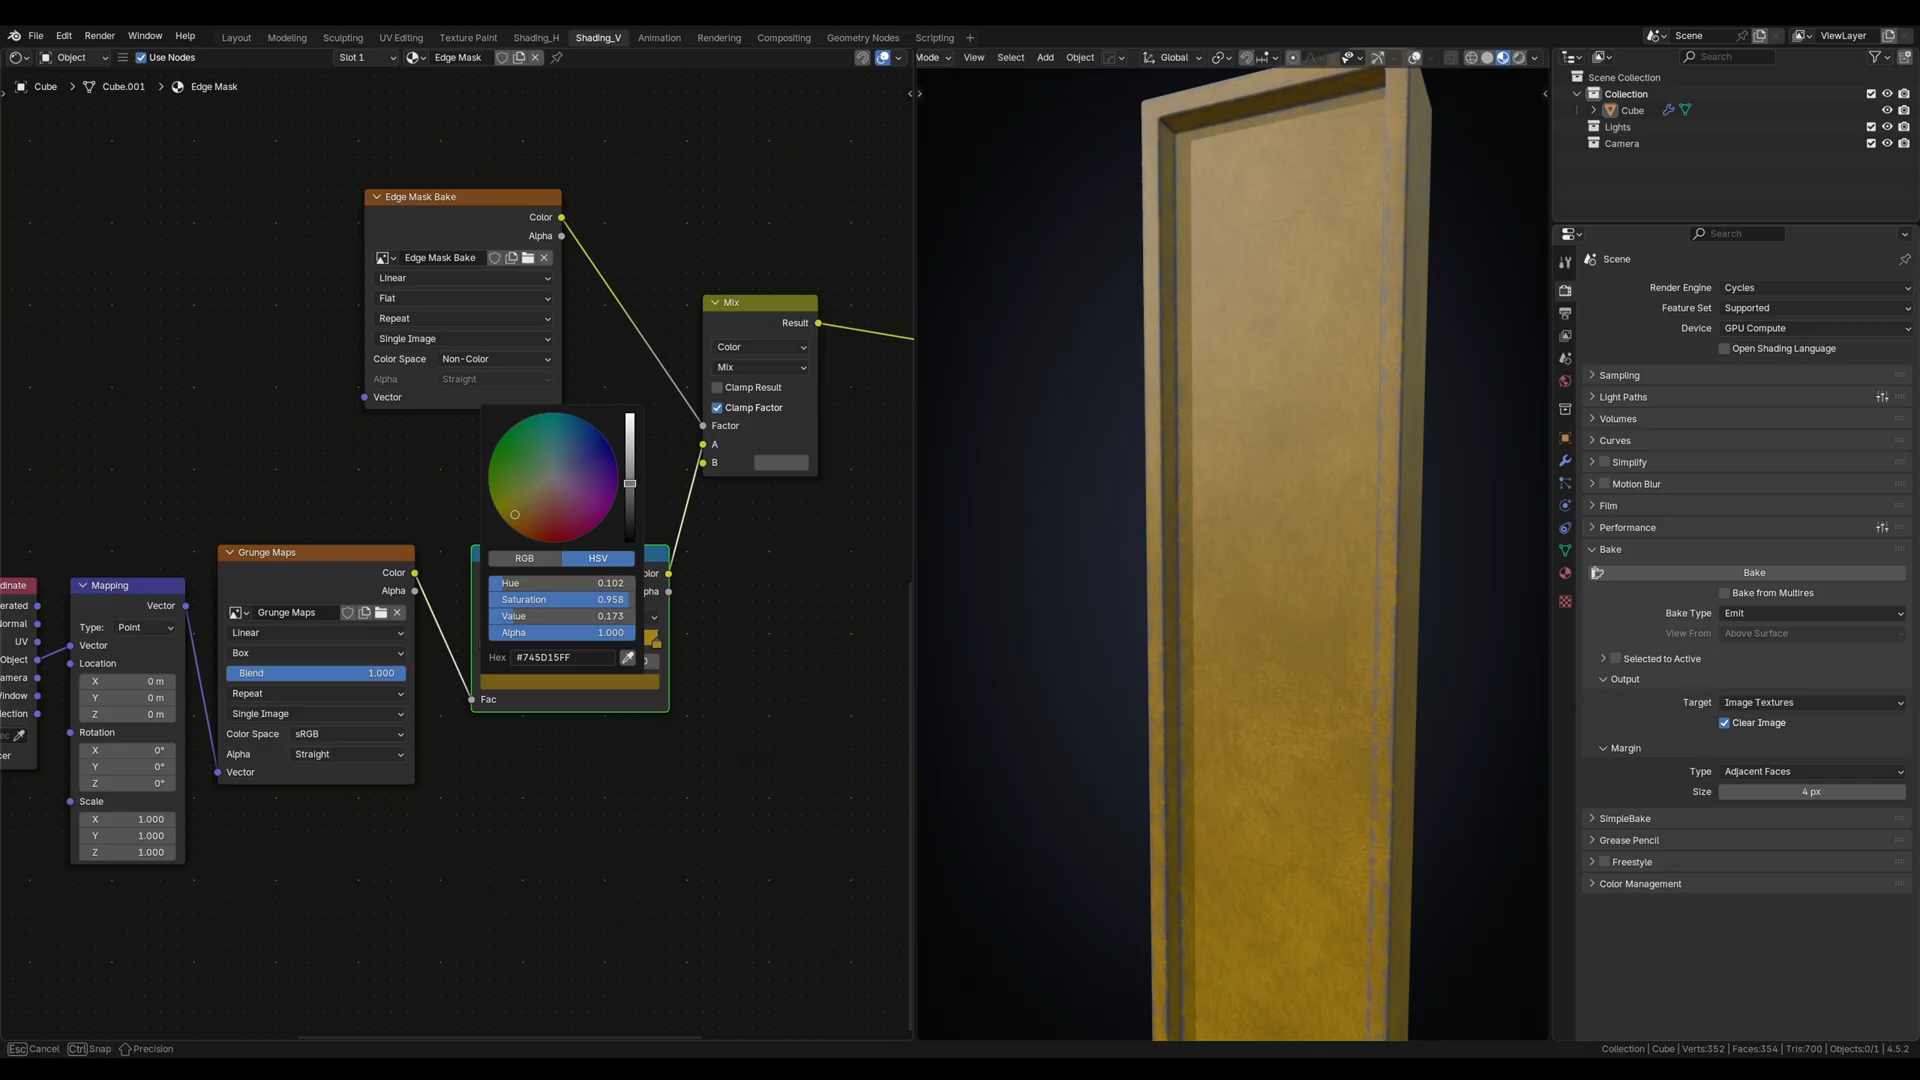 File Edit Render Window Help Layout Modeling Sculpting UV Editing Texture Paint Shading_H Shading_V Animation Rendering Compositing Geometry Nodes Scripting Scene ViewLayer
Object Use Nodes Slot 1 Edge Mask Mode View Select Add Object Global Search
Cube Cube.001 Edge Mask
Scene Collection
Collection
Cube
Lights
Camera
Edge Mask Bake
Color
Alpha
Edge Mask Bake
Linear
Flat
Repeat
Single Image
Color Space Non-Color
Alpha Straight
Vector
Mix
Result
Color
Mix
Clamp Result
Clamp Factor
Factor
A
B
RGB HSV
Hue 0.102
Saturation 0.958
Value 0.173
Alpha 1.000
Hex #745D15FF
olor
pha
0
Fac
Grunge Maps
Color
Alpha
Grunge Maps
Linear
Box
Blend 1.000
Repeat
Single Image
Color Space sRGB
Alpha Straight
Vector
Mapping
Vector
Type: Point
Vector
Location
X 0 m
Y 0 m
Z 0 m
Rotation
X 0°
Y 0°
Z 0°
Scale
X 1.000
Y 1.000
Z 1.000
dinate
erated
Normal
UV
Object
amera
indow
lection
ec
cer
Search
Scene
Render Engine Cycles
Feature Set Supported
Device GPU Compute
Open Shading Language
Sampling
Light Paths
Volumes
Curves
Simplify
Motion Blur
Film
Performance
Bake
Bake
Bake from Multires
Bake Type Emit
View From Above Surface
Selected to Active
Output
Target Image Textures
Clear Image
Margin
Type Adjacent Faces
Size 4 px
SimpleBake
Grease Pencil
Freestyle
Color Management
Esc Cancel Ctrl Snap Precision
Collection | Cube | Verts:352 | Faces:354 | Tris:700 | Objects:0/1 | 4.5.2